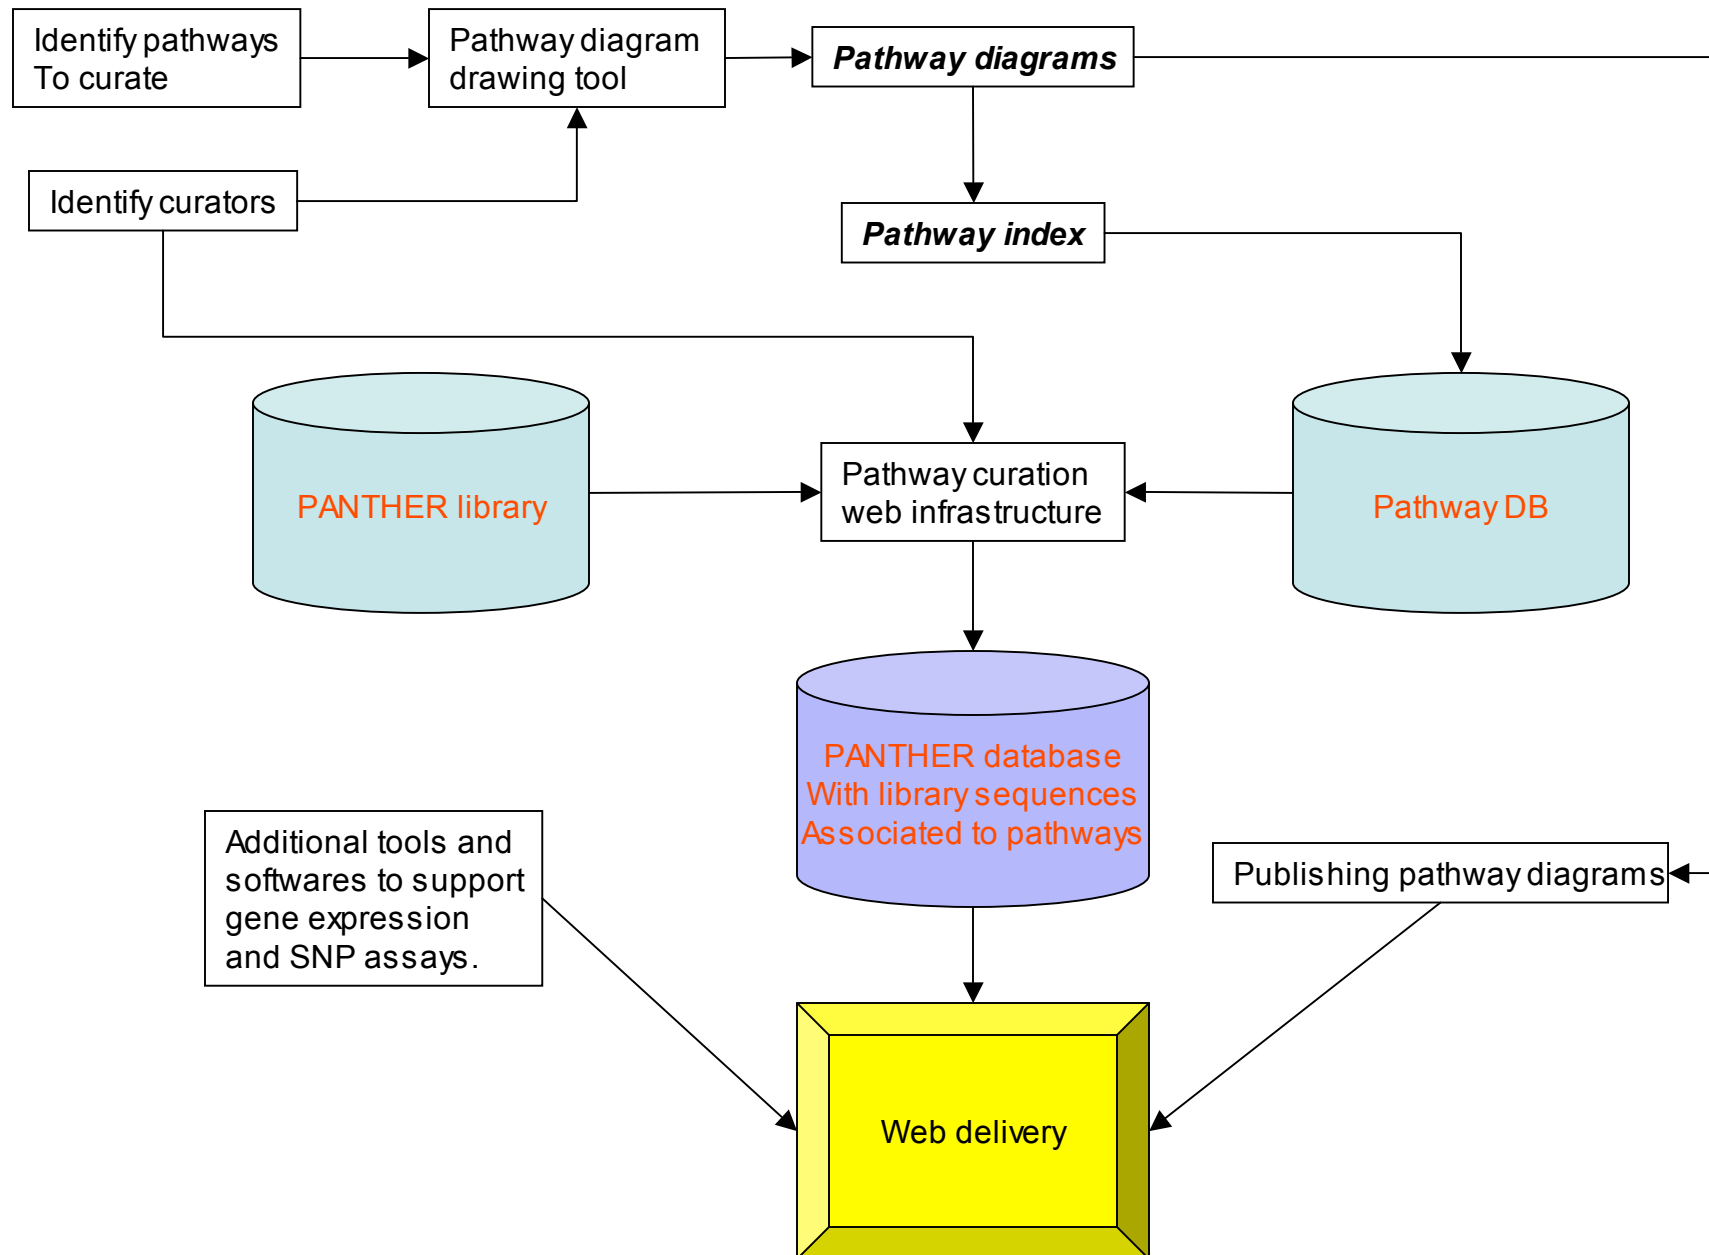 Identify pathways
To curate
Pathway diagram
drawing tool
Pathway diagrams
Identify curators
Pathway index
PANTHER library
Pathway curation
web infrastructure
Pathway DB
PANTHER database
With library sequences
Associated to pathways
Additional tools and
softwares to support
gene expression
and SNP assays.
Publishing pathway diagrams
Web delivery